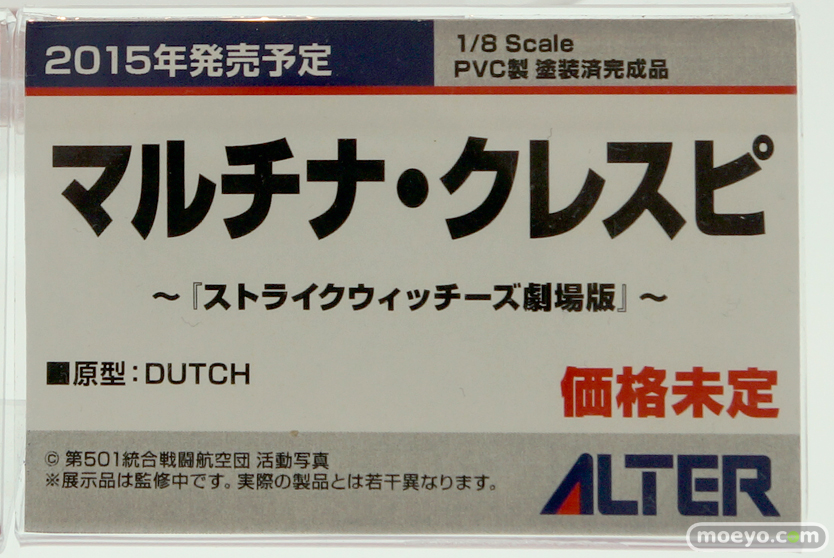 2015年発売予定
1/8 Scale
PVC製 塗装済完成品
マルチナ・クレスピ
～『ストライクウィッチーズ劇場版』～
■原型：DUTCH
価格未定
© 第501統合戦闘航空団 活動写真
※展示品は監修中です。実際の製品とは若干異なります。
ALTER
moeyo.com